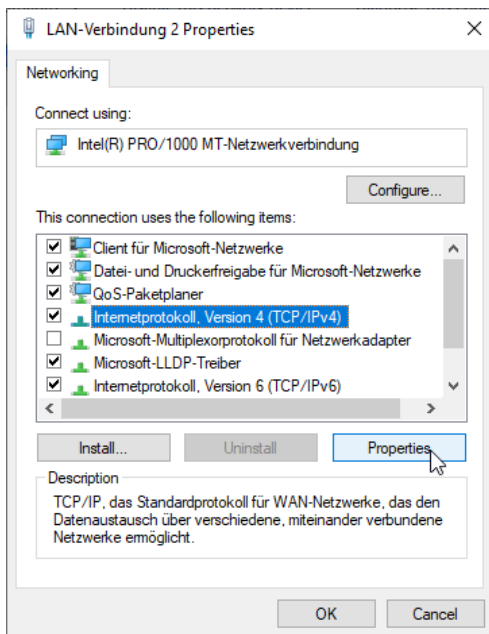 LAN-Verbindung 2 Properties
Networking
Connect using:
Intel(R) PRO/1000 MT-Netzwerkverbindung
Configure...
This connection uses the following items:
Client für Microsoft-Netzwerke
Datei- und Druckerfreigabe für Microsoft-Netzwerke
QoS-Paketplaner
Internetprotokoll, Version 4 (TCP/IPv4)
Microsoft-Multiplexorprotokoll für Netzwerkadapter
Microsoft-LLDP-Treiber
Internetprotokoll, Version 6 (TCP/IPv6)
Install...
Uninstall
Properties
Description
TCP/IP, das Standardprotokoll für WAN-Netzwerke, das den
Datenaustausch über verschiedene, miteinander verbundene
Netzwerke ermöglicht.
OK
Cancel